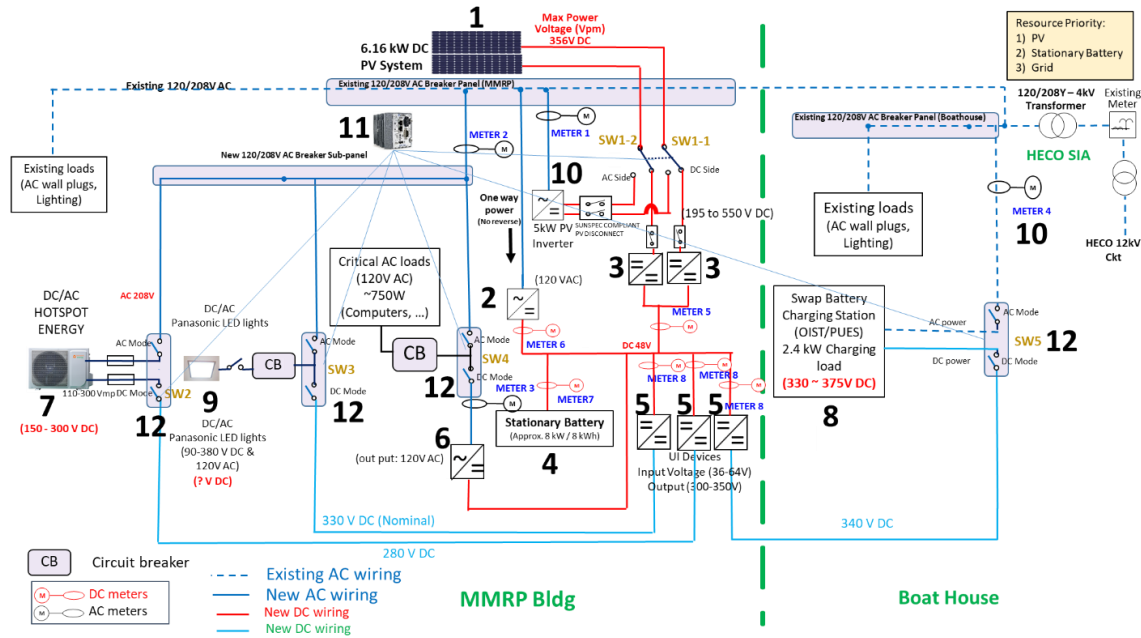 1
Max Power
Voltage (Vpm)
356V DC
6.16 kW DC
PV System
Resource Priority:
1) PV
2) Stationary Battery
3) Grid
Existing 120/208V AC
Existing 120/208V AC Breaker Panel (MMRP)
120/208Y – 4kV
Transformer
Existing
Meter
Existing 120/208V AC Breaker Panel (Boathouse)
HECO SIA
11
METER 2
M
METER 1
M
SW1-2
SW1-1
New 120/208V AC Breaker Sub-panel
Existing loads
(AC wall plugs,
Lighting)
10
AC Side
DC Side
One way
power
(No reverse)
5kW PV
Inverter
SUNSPEC COMPLIANT
PV DISCONNECT
(195 to 550 V DC)
Existing loads
(AC wall plugs,
Lighting)
M
METER 4
10
HECO 12kV
Ckt
Critical AC loads
(120V AC)
~750W
(Computers, ...)
3
3
(120 VAC)
2
DC/AC
HOTSPOT
ENERGY
AC 208V
DC/AC
Panasonic LED lights
Swap Battery
Charging Station
(OIST/PUES)
2.4 kW Charging
load
(330 ~ 375V DC)
8
AC power
AC Mode
SW5
12
DC power
DC Mode
M
METER 5
M
METER 6
DC 48V
AC Mode
AC Mode
AC Mode
CB
SW3
CB
SW4
DC Mode
DC Mode
DC Mode
SW2
110-300 Vmp
7
(150 - 300 V DC)
12
9
12
12
METER 3
M
M
METER7
M
METER 8
M
METER 8
M
METER 8
DC/AC
Panasonic LED lights
(90-380 V DC &
120V AC)
(? V DC)
6
(out put: 120V AC)
Stationary Battery
(Approx. 8 kW / 8 kWh)
4
5
5
5
UI Devices
Input Voltage (36-64V)
Output (300-350V)
330 V DC (Nominal)
340 V DC
280 V DC
CB
Circuit breaker
M
DC meters
M
AC meters
Existing AC wiring
New AC wiring
New DC wiring
New DC wiring
MMRP Bldg
Boat House